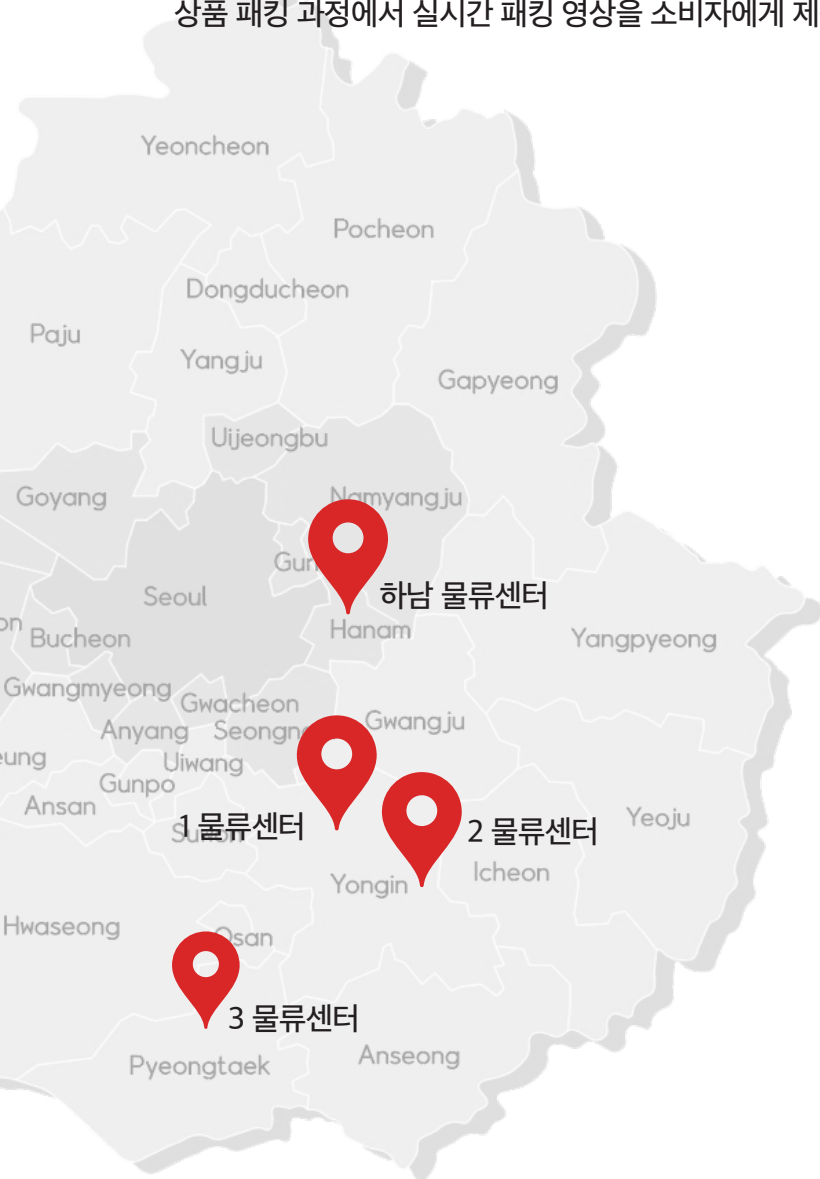 상품 패킹 과정에서 실시간 패킹 영상을 소비자에게 제
Yeoncheon
Pocheon
Dongducheon
Paju
Yangju
Gapyeong
Uijeongbu
Goyang
Namyangju
Seoul
하남 물류센터
Bucheon
Hanam
Yangpyeong
Gwangmyeong
Gwacheon
Anyang
Gwangju
Uiwang
Gunpo
Ansan
1 물류센터
2 물류센터
Yeoju
Yongin
Icheon
Hwaseong
Osan
3 물류센터
Pyeongtaek
Anseong